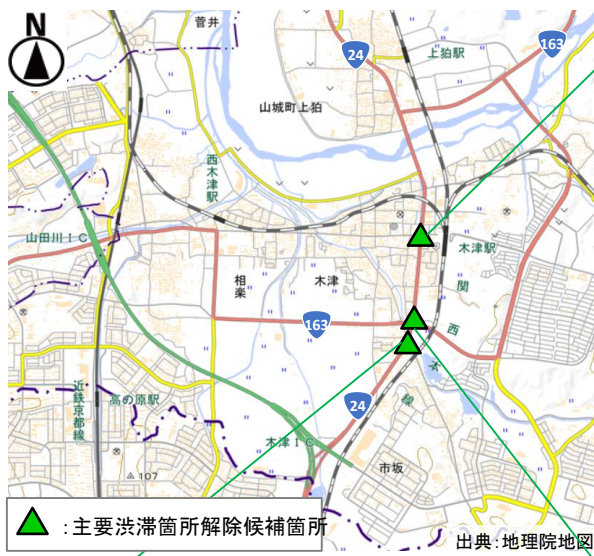 N
菅井
24
上狛駅
163
山城町上狛
西木津駅
山田川IC
木津駅
相楽
木津
関西本線
163
近鉄京都線
高の原駅
24
木津IC
107
市坂
:主要渋滞箇所解除候補箇所
出典:地理院地図